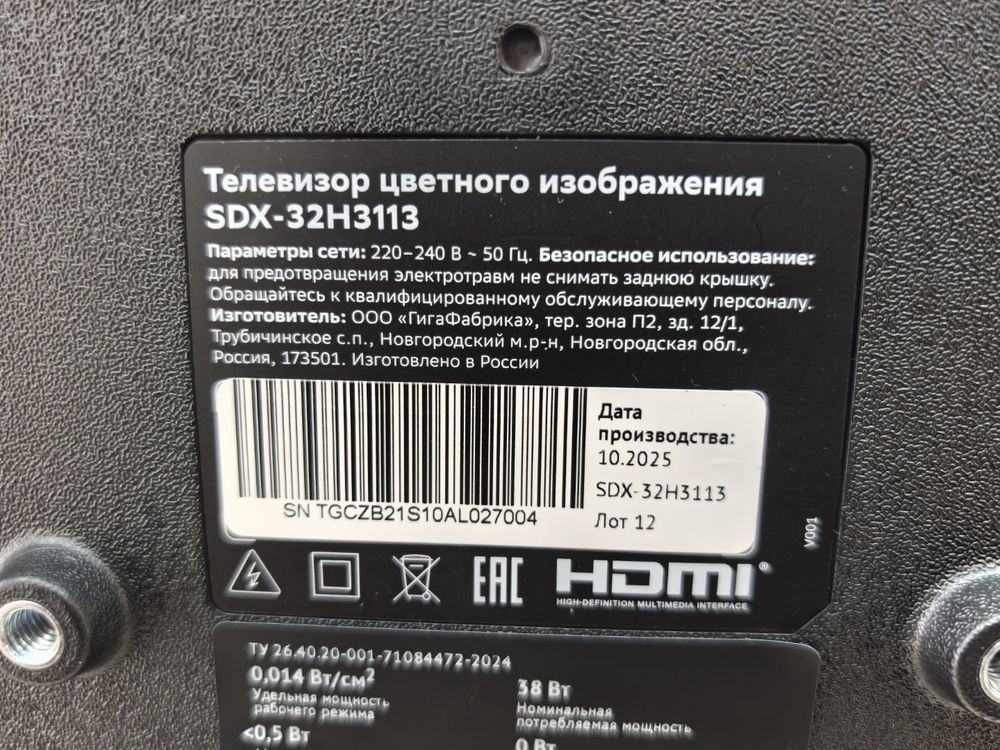 Телевизор цветного изображения
SDX-32H3113
Параметры сети: 220–240 В ~ 50 Гц. Безопасное использование:
для предотвращения электротравм не снимать заднюю крышку.
Обращайтесь к квалифицированному обслуживающему персоналу.
Изготовитель: ООО «ГигаФабрика», тер. зона П2, зд. 12/1,
Трубичинское с.п., Новгородский м.р-н, Новгородская обл.,
Россия, 173501. Изготовлено в России
Дата
производства:
10.2025
SDX-32H3113
Лот 12
SN TGCZB21S10AL027004
V001
EAC
HDMI®
HIGH-DEFINITION MULTIMEDIA INTERFACE
ТУ 26.40.20-001-71084472-2024
0,014 Вт/см²
Удельная мощность
рабочего режима
38 Вт
Номинальная
потребляемая мощность
<0,5 Вт
0 Вт